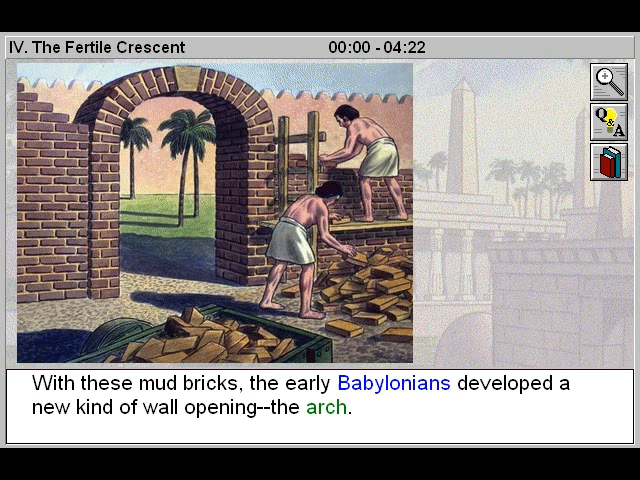 IV. The Fertile Crescent 00:00 - 04:22
Q&A
With these mud bricks, the early Babylonians developed a
new kind of wall opening--the arch.